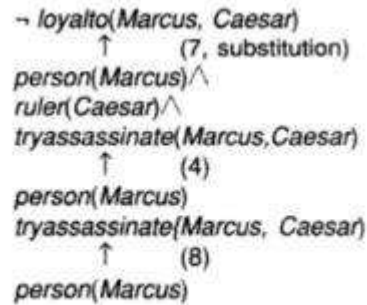 ¬ loyalto(Marcus, Caesar)
↑ (7, substitution)
person(Marcus)∧
ruler(Caesar)∧
tryassassinate(Marcus,Caesar)
↑ (4)
person(Marcus)
tryassassinate{Marcus, Caesar)
↑ (8)
person(Marcus)